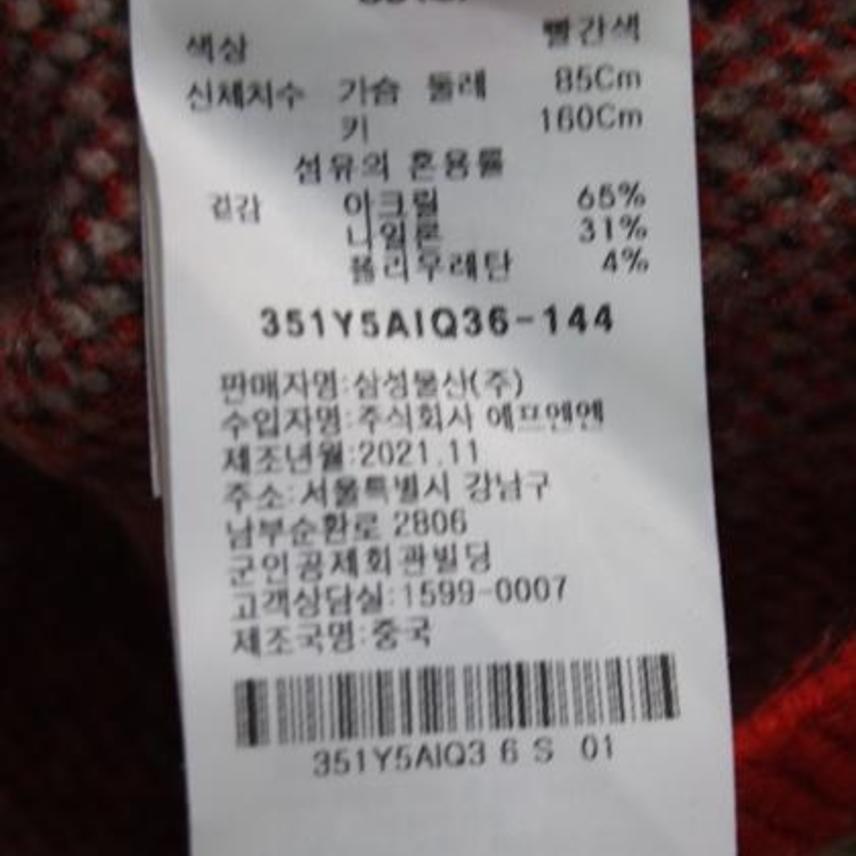 색상 빨간색
신체치수 가슴 둘레 85Cm
키 160Cm
섬유의 혼용률
겉감 아크릴 65%
나일론 31%
폴리우레탄 4%
351Y5AIQ36-144
판매자명:삼성물산(주)
수입자명:주식회사 에프엔엔
제조년월:2021.11
주소:서울특별시 강남구
남부순환로 2806
군인공제회관빌딩
고객상담실:1599-0007
제조국명:중국
351Y5AIQ3 6 S 01